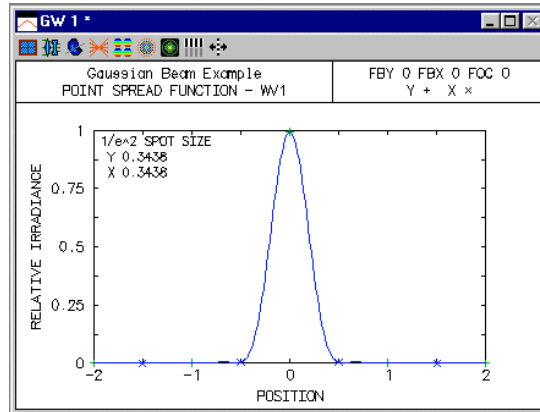 GW 1 *
Gaussian Beam Example
POINT SPREAD FUNCTION - WV1
FBY 0 FBX 0 FOC 0
Y + X ×
1/e^2 SPOT SIZE
Y 0.3438
X 0.3438
RELATIVE IRRADIANCE
1
0.75
0.5
0.25
0
-2 -1 0 1 2
POSITION